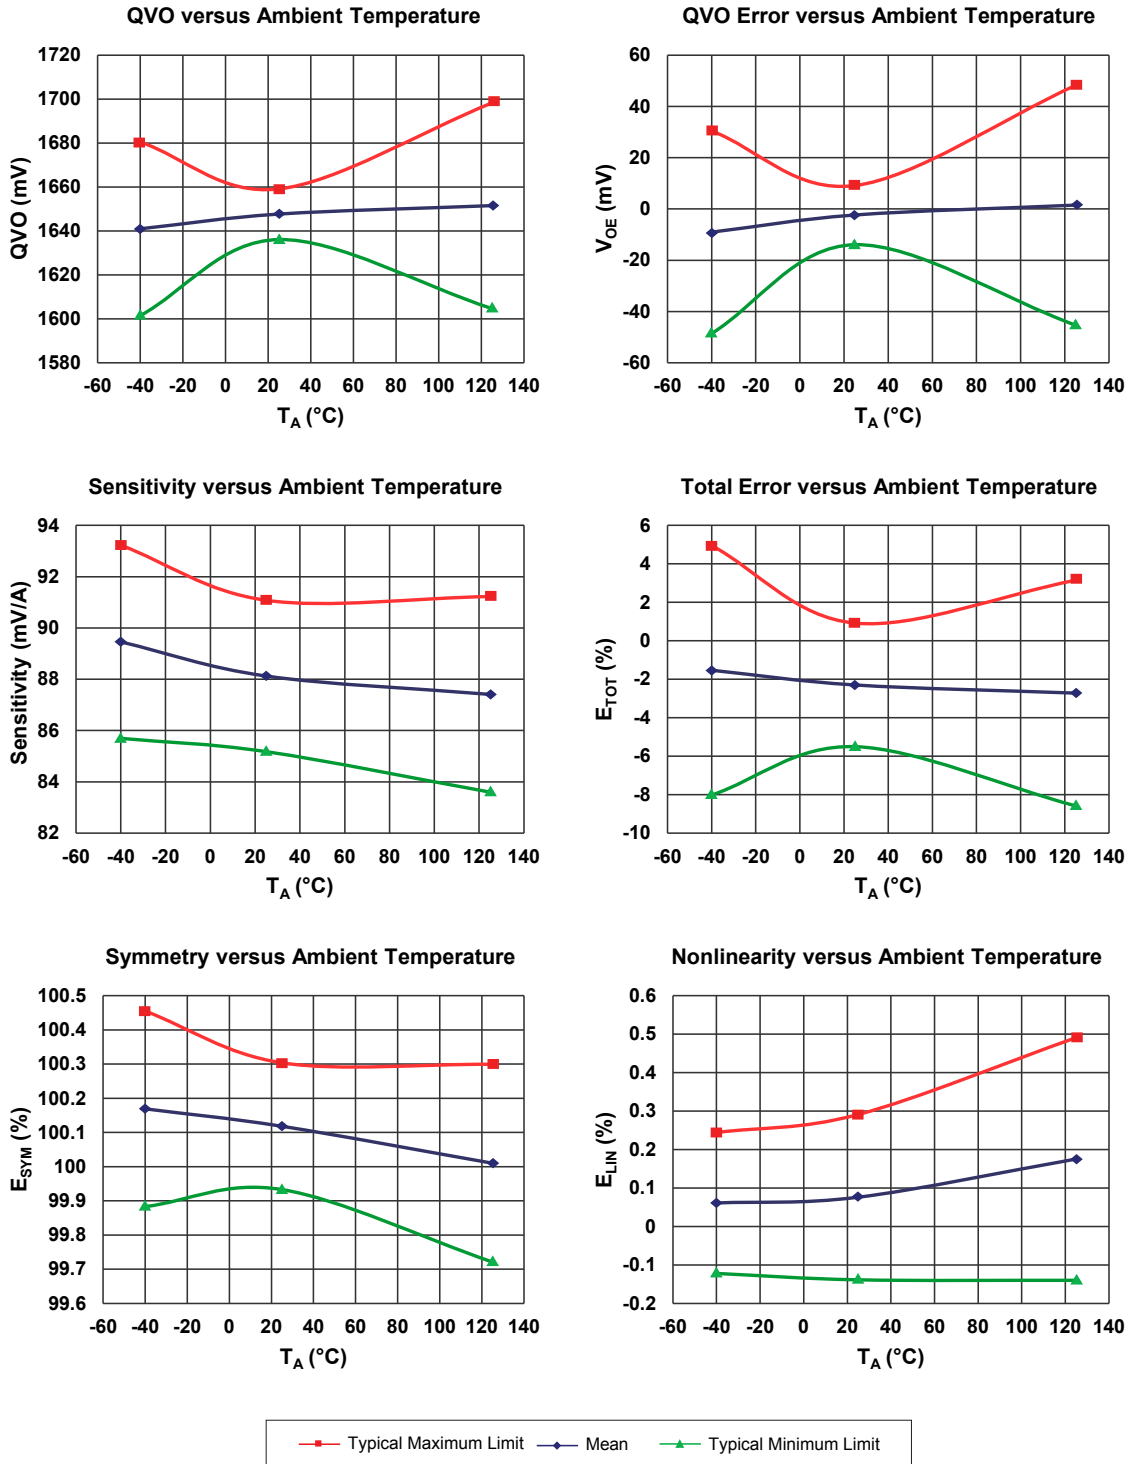 QVO versus Ambient Temperature
1720
1700
1680
1660
1640
1620
1600
1580
QVO (mV)
-60 -40 -20 0 20 40 60 80 100 120 140
TA (°C)
QVO Error versus Ambient Temperature
60
40
20
0
-20
-40
-60
VOE (mV)
-60 -40 -20 0 20 40 60 80 100 120 140
TA (°C)
Sensitivity versus Ambient Temperature
94
92
90
88
86
84
82
Sensitivity (mV/A)
-60 -40 -20 0 20 40 60 80 100 120 140
TA (°C)
Total Error versus Ambient Temperature
6
4
2
0
-2
-4
-6
-8
-10
ETOT (%)
-60 -40 -20 0 20 40 60 80 100 120 140
TA (°C)
Symmetry versus Ambient Temperature
100.5
100.4
100.3
100.2
100.1
100
99.9
99.8
99.7
99.6
ESYM (%)
-60 -40 -20 0 20 40 60 80 100 120 140
TA (°C)
Nonlinearity versus Ambient Temperature
0.6
0.5
0.4
0.3
0.2
0.1
0
-0.1
-0.2
ELIN (%)
-60 -40 -20 0 20 40 60 80 100 120 140
TA (°C)
Typical Maximum Limit Mean Typical Minimum Limit